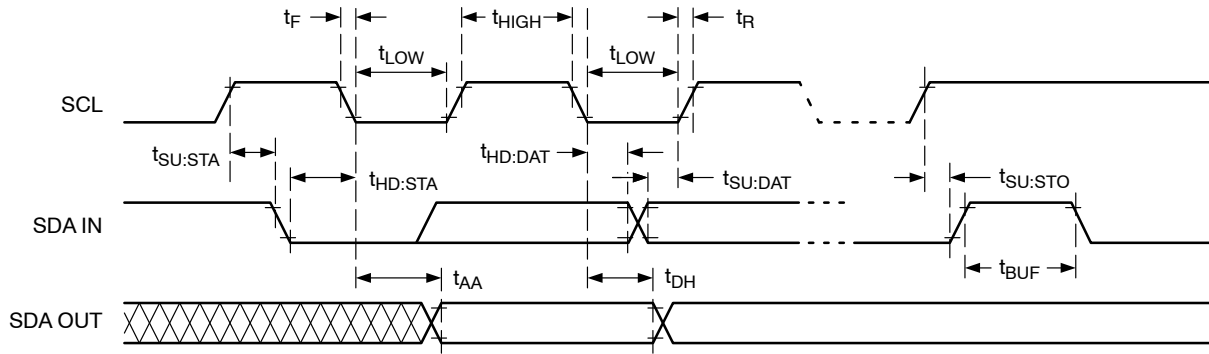 tF
tHIGH
tR
tLOW
tLOW
SCL
tSU:STA
tHD:DAT
tHD:STA
tSU:DAT
tSU:STO
SDA IN
tBUF
tAA
tDH
SDA OUT